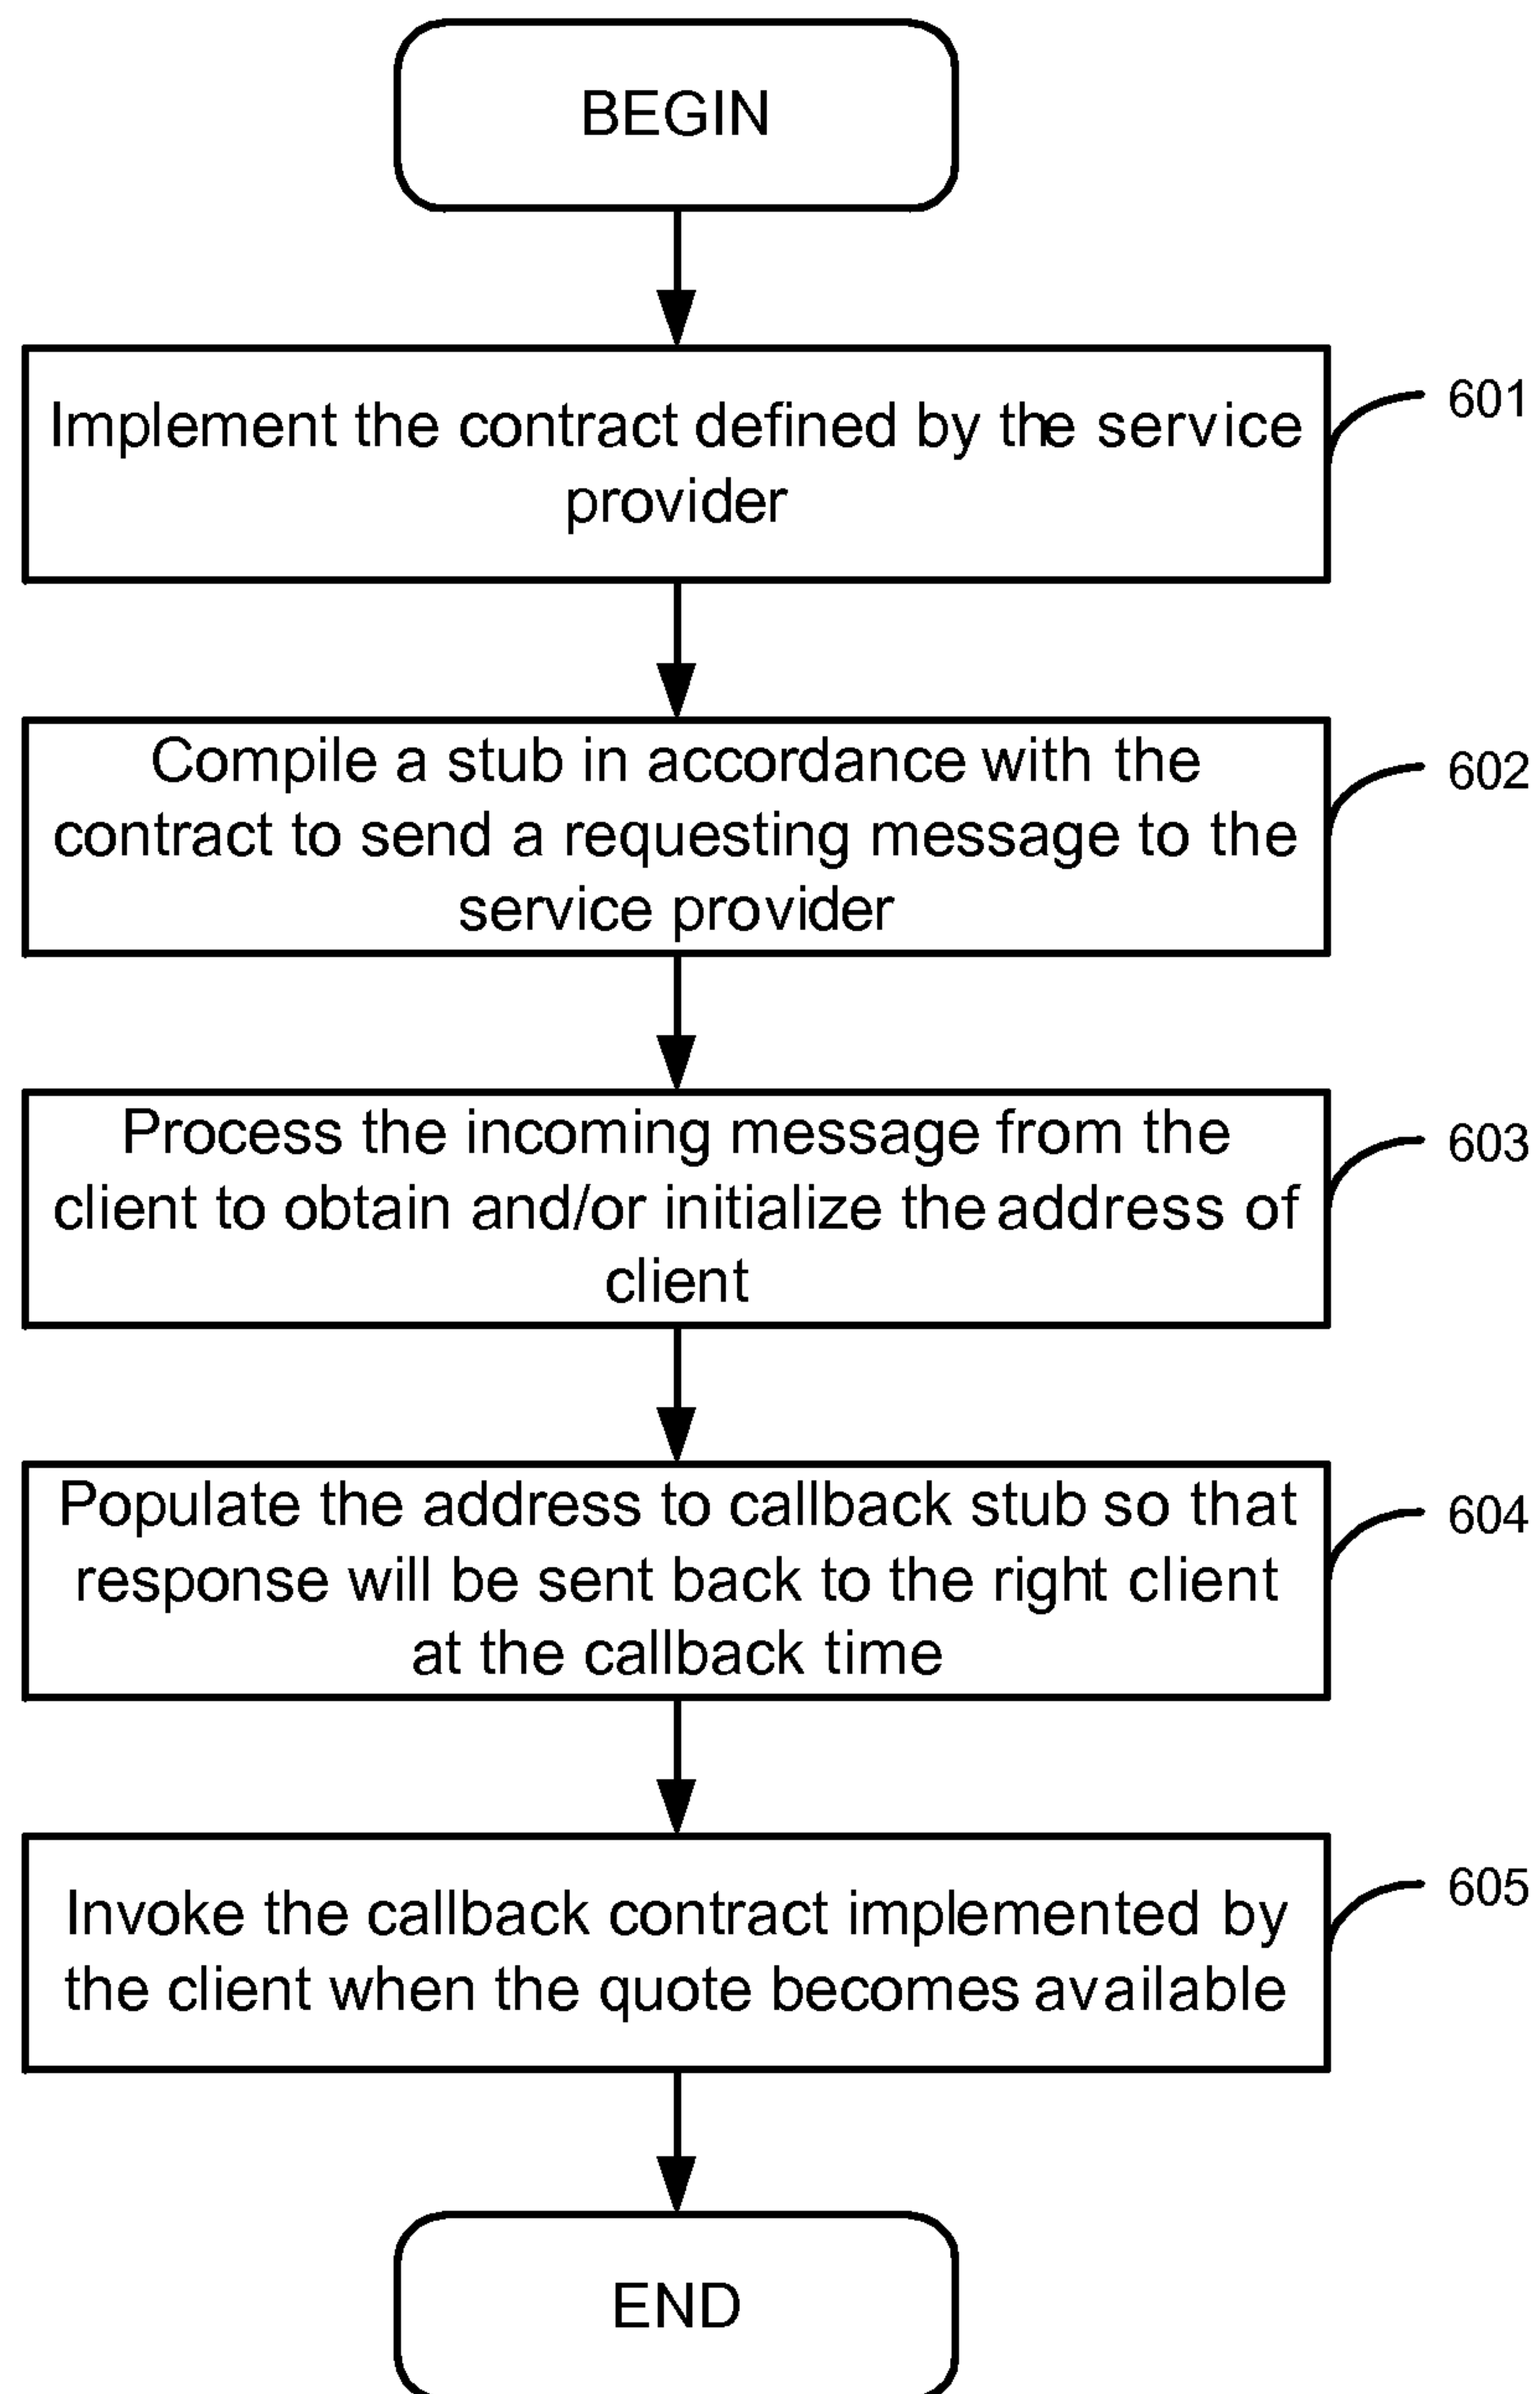 BEGIN
Implement the contract defined by the service
provider
601
Compile a stub in accordance with the
contract to send a requesting message to the
service provider
602
Process the incoming message from the
client to obtain and/or initialize the address of
client
603
Populate the address to callback stub so that
response will be sent back to the right client
at the callback time
604
Invoke the callback contract implemented by
the client when the quote becomes available
605
END